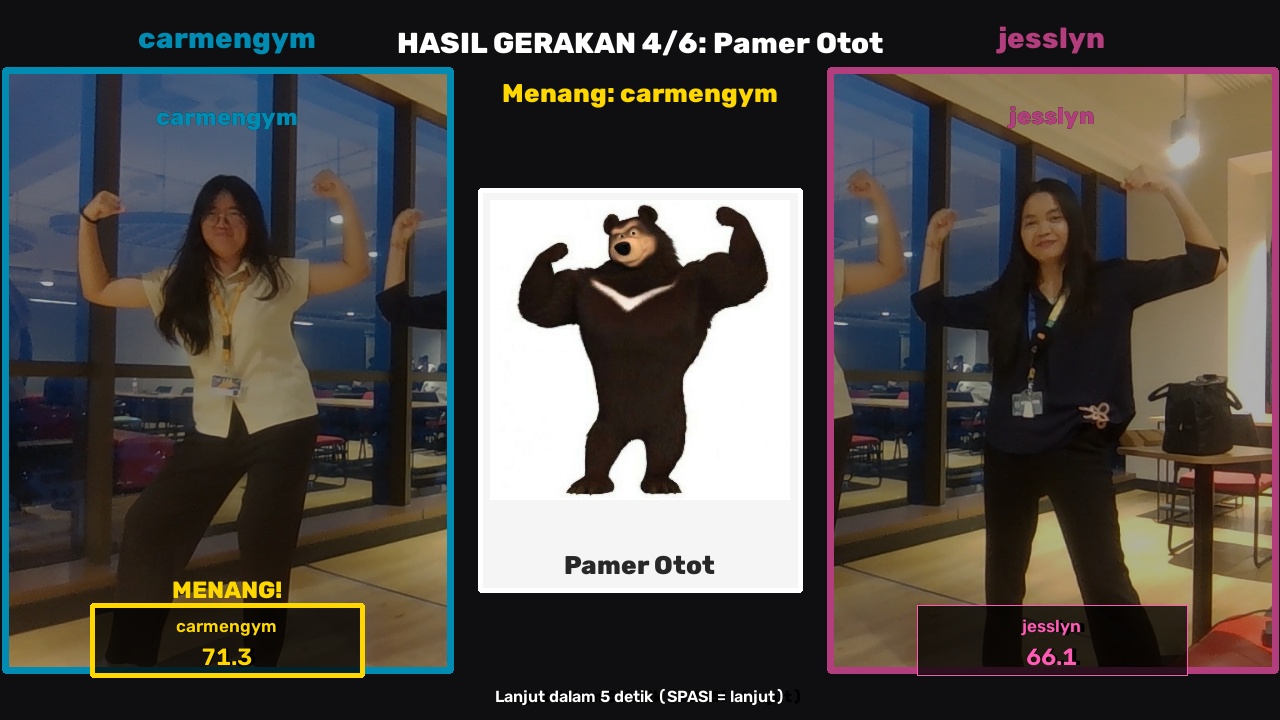 carmengym
HASIL GERAKAN 4/6: Pamer Otot
jesslyn
Menang: carmengym
carmengym
jesslyn
Pamer Otot
MENANG!
carmengym
71.3
jesslyn
66.1
Lanjut dalam 5 detik (SPASI = lanjut)